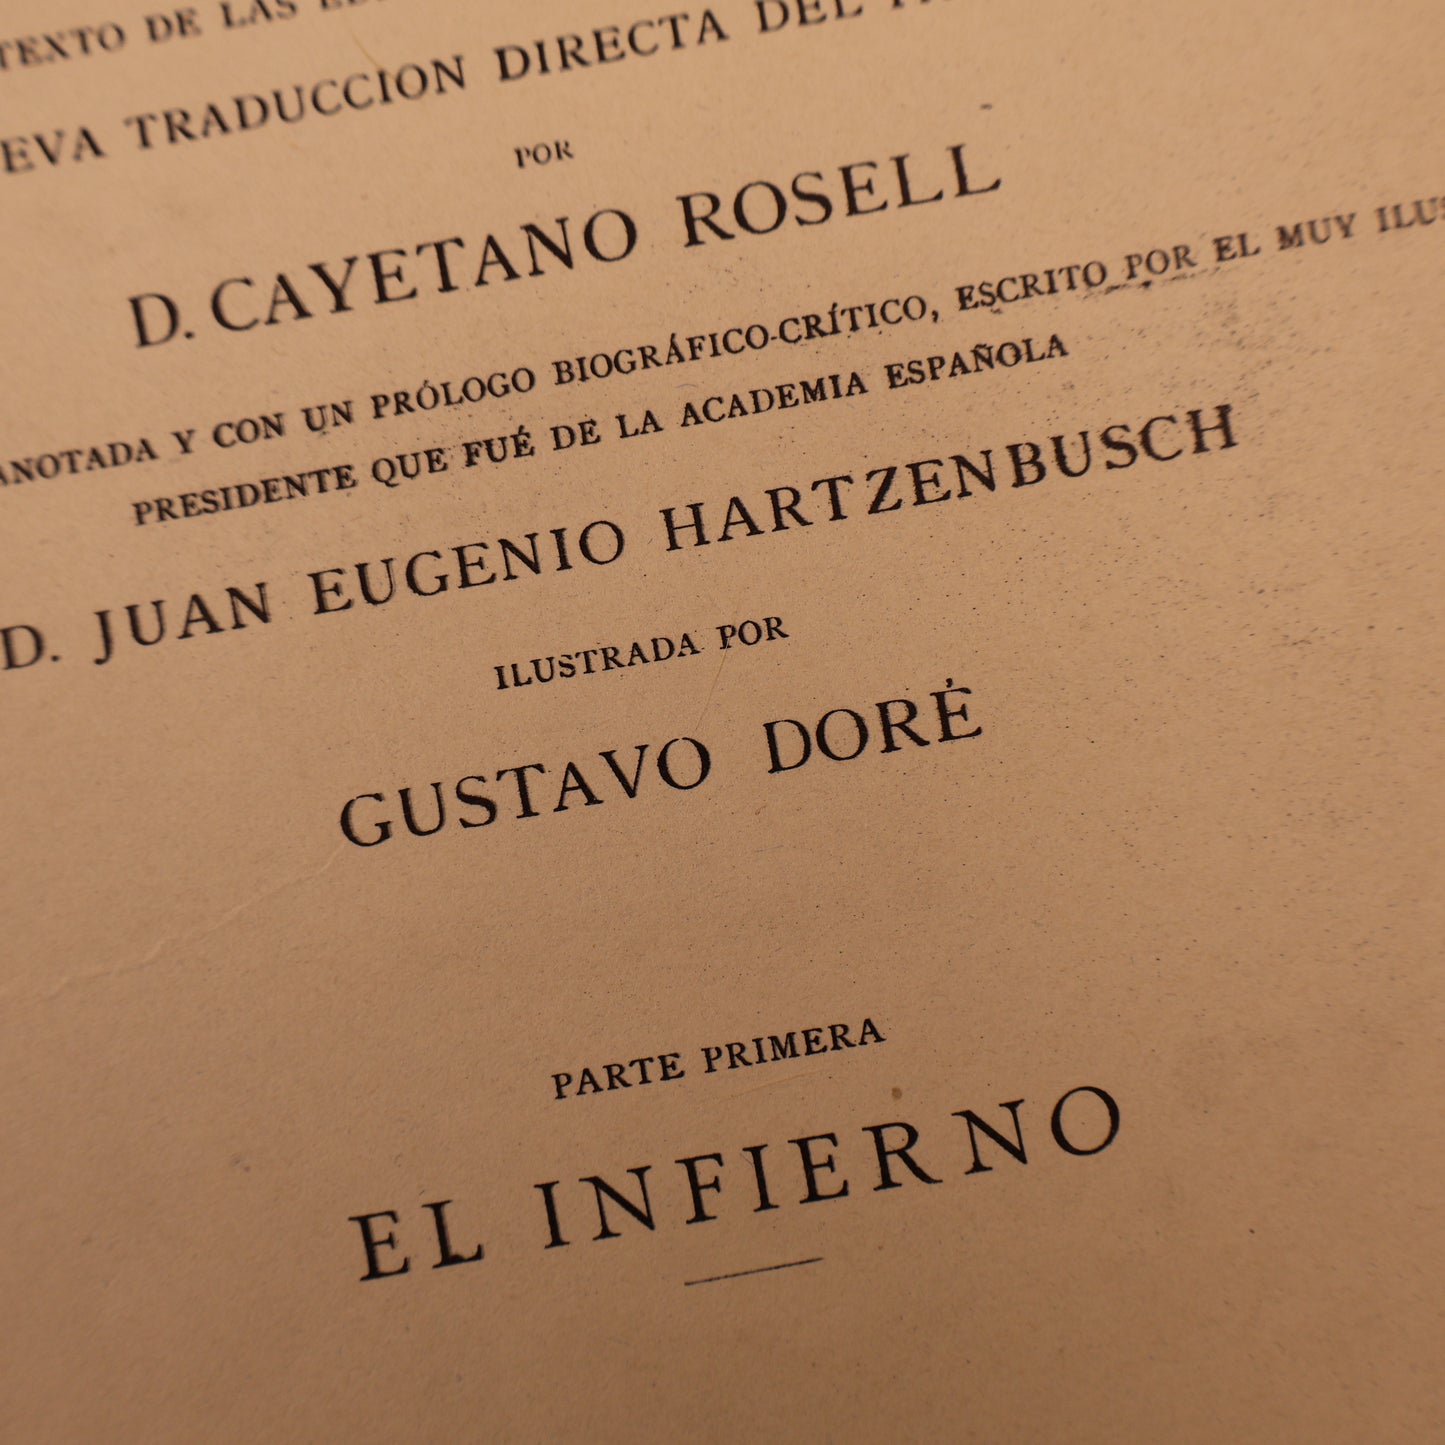 TEXTO DE LAS
TRADUCCION DIRECTA DEL
POR
D. CAYETANO ROSELL
ANOTADA Y CON UN PRÓLOGO BIOGRÁFICO-CRÍTICO, ESCRITO POR EL MUY
PRESIDENTE QUE FUÉ DE LA ACADEMIA ESPAÑOLA
D. JUAN EUGENIO HARTZENBUSCH
ILUSTRADA POR
GUSTAVO DORÉ
PARTE PRIMERA
EL INFIERNO